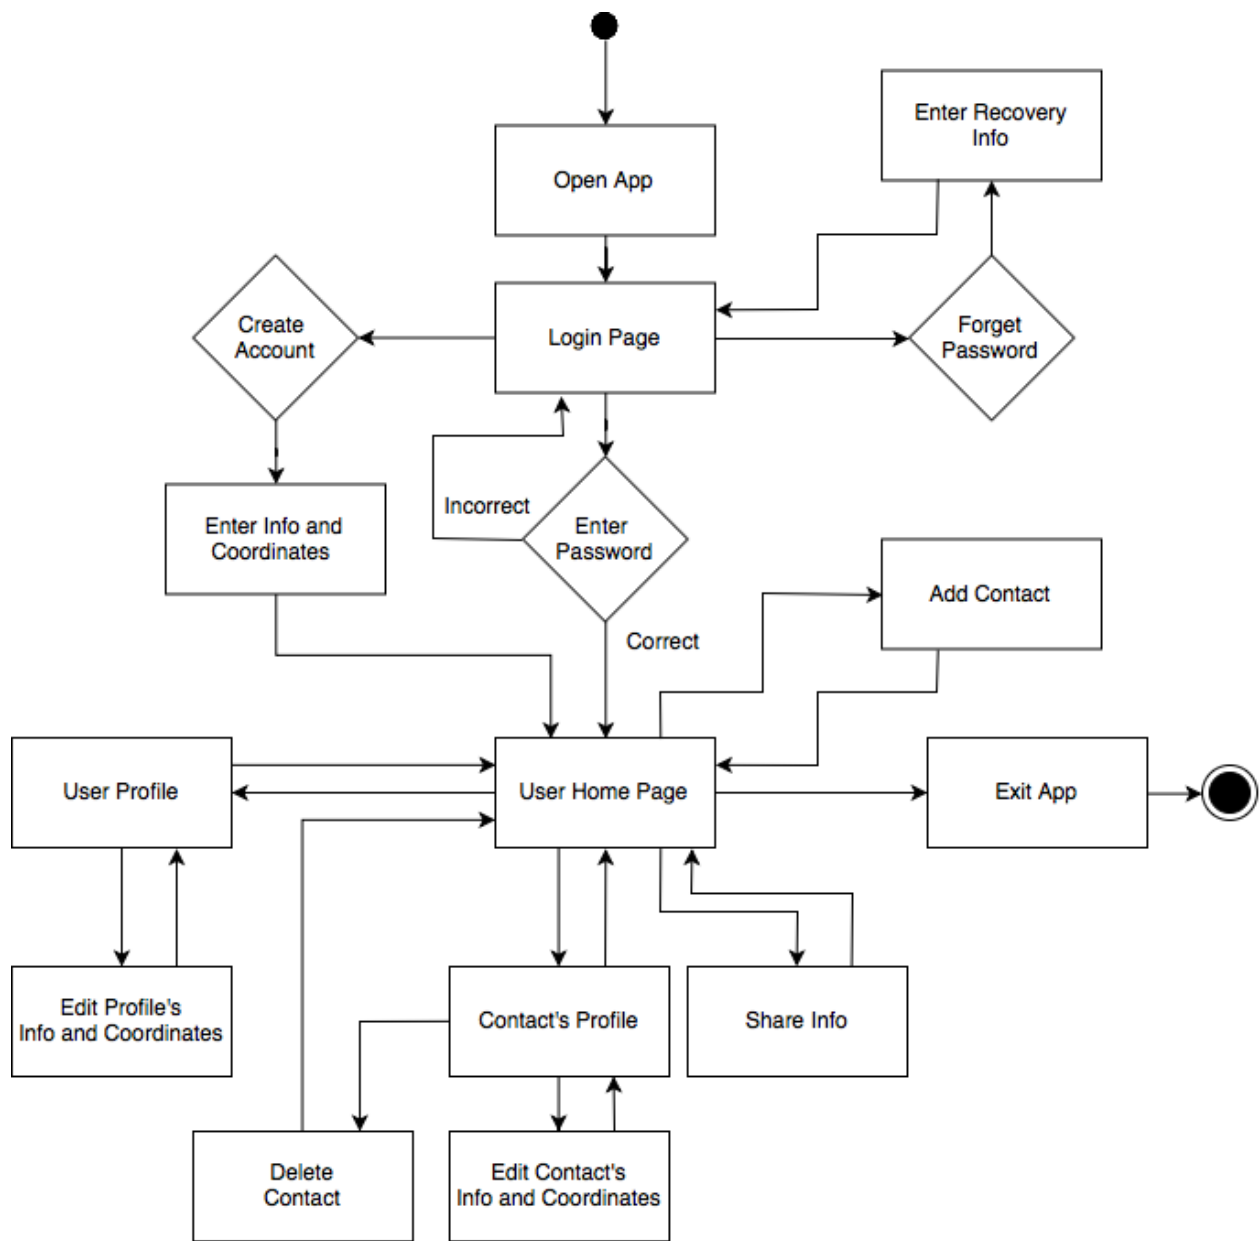 Enter Recovery
Info
Open App
Create
Account
Login Page
Forget
Password
Incorrect
Enter Info and
Coordinates
Enter
Password
Add Contact
Correct
User Profile
User Home Page
Exit App
Edit Profile's
Info and Coordinates
Contact's Profile
Share Info
Delete
Contact
Edit Contact's
Info and Coordinates